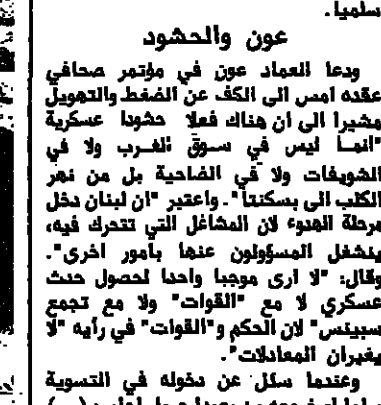 سلميا.
عون والحشود
ودعا العماد عون في مؤتمر صحافي
عقده امس الى الكف عن الضغط والتهويل
مشيرا الى ان هناك فعلا حشودا عسكرية
"انما ليس في سوق الغرب ولا في
الشويفات ولا في الضاحية بل من نهر
الكلب الى بسكنتا". واعتبر "ان لبنان دخل
مرحلة الهدوء لان المشاغل التي تتحرك فيه،
ينشغل المسؤولون عنها بامور اخرى".
وقال: "لا ارى موجبا واحدا لحصول حدث
عسكري لا مع "القوات" ولا مع تجمع
سبينس" لان الحكم و"القوات" في رأيه "لا
يغيران المعادلات".
وعندما سئل عن دخوله في التسوية